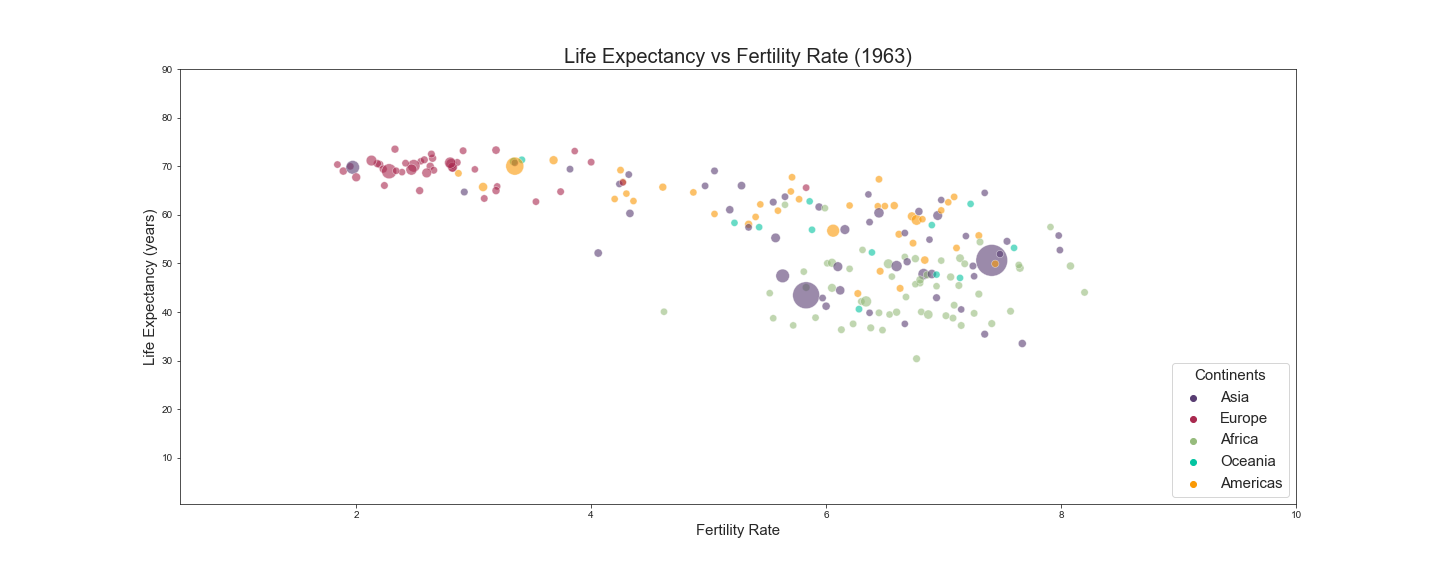 Life Expectancy vs Fertility Rate (1963)
Life Expectancy (years)
90
80
70
60
50
40
30
20
10
2 4 6 8 10
Fertility Rate
Continents
Asia
Europe
Africa
Oceania
Americas